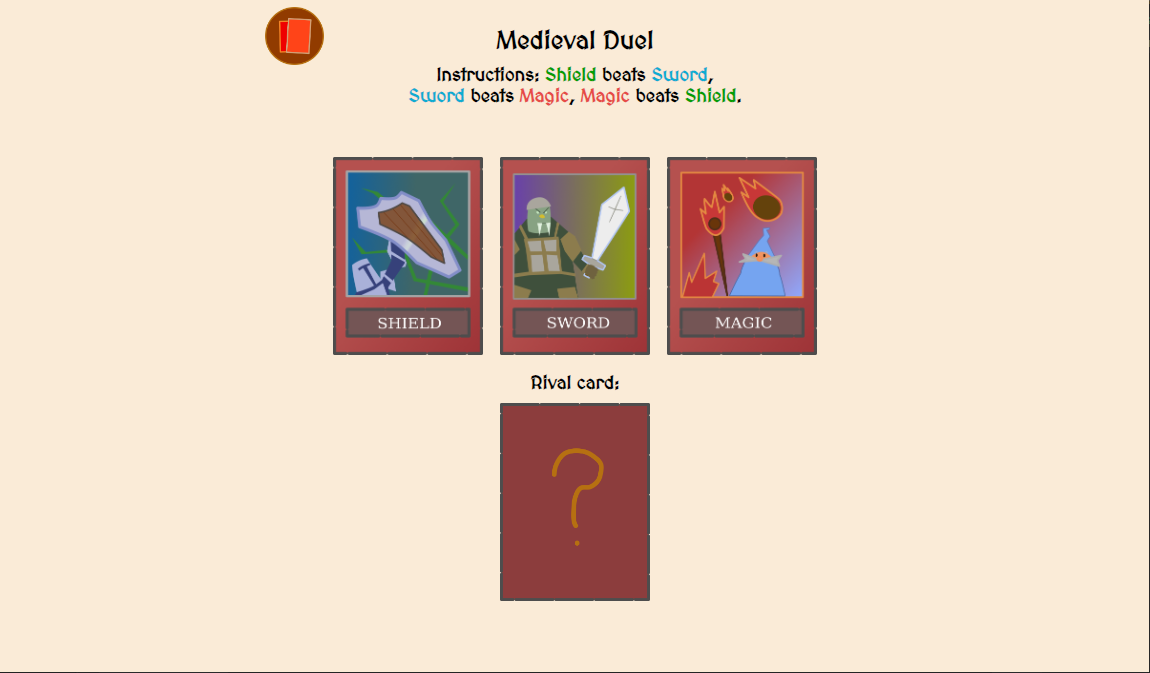 Medieval Duel
Instructions: Shield beats Sword,
Sword beats Magic, Magic beats Shield.
SHIELD
SWORD
MAGIC
Rival card:
?